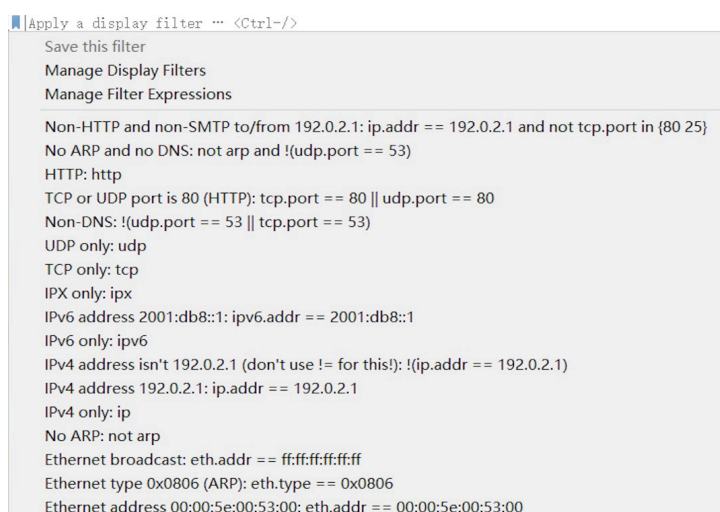 Apply a display filter … <Ctrl-/>
Save this filter
Manage Display Filters
Manage Filter Expressions
Non-HTTP and non-SMTP to/from 192.0.2.1: ip.addr == 192.0.2.1 and not tcp.port in {80 25}
No ARP and no DNS: not arp and !(udp.port == 53)
HTTP: http
TCP or UDP port is 80 (HTTP): tcp.port == 80 || udp.port == 80
Non-DNS: !(udp.port == 53 || tcp.port == 53)
UDP only: udp
TCP only: tcp
IPX only: ipx
IPv6 address 2001:db8::1: ipv6.addr == 2001:db8::1
IPv6 only: ipv6
IPv4 address isn't 192.0.2.1 (don't use != for this!): !(ip.addr == 192.0.2.1)
IPv4 address 192.0.2.1: ip.addr == 192.0.2.1
IPv4 only: ip
No ARP: not arp
Ethernet broadcast: eth.addr == ff:ff:ff:ff:ff:ff
Ethernet type 0x0806 (ARP): eth.type == 0x0806
Ethernet address 00:00:5e:00:53:00: eth.addr == 00:00:5e:00:53:00